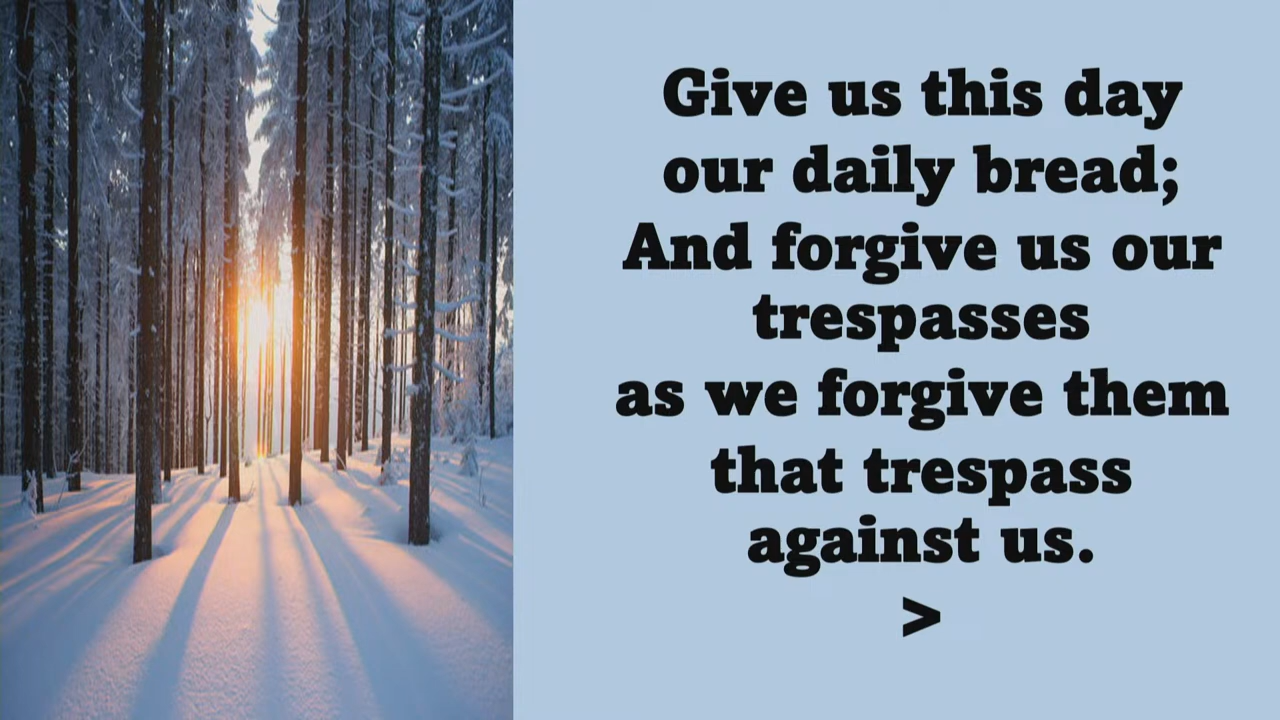 Give us this day
our daily bread;
And forgive us our
trespasses
as we forgive them
that trespass
against us.
>